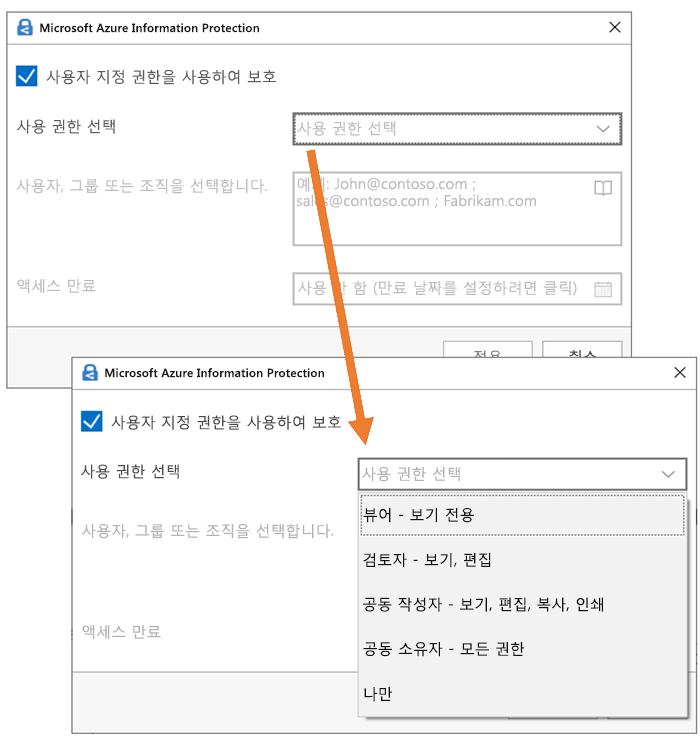 Microsoft Azure Information Protection
사용자 지정 권한을 사용하여 보호
사용 권한 선택
사용 권한 선택
사용자, 그룹 또는 조직을 선택합니다.
John@contoso.com ;
sales@contoso.com ; Fabrikam.com
액세스 만료
사용 안 함 (만료 날짜를 설정하려면 클릭)
적용
취소
Microsoft Azure Information Protection
사용자 지정 권한을 사용하여 보호
사용 권한 선택
사용 권한 선택
뷰어 - 보기 전용
사용자, 그룹 또는 조직을 선택합니다.
검토자 - 보기, 편집
공동 작성자 - 보기, 편집, 복사, 인쇄
액세스 만료
공동 소유자 - 모든 권한
나만